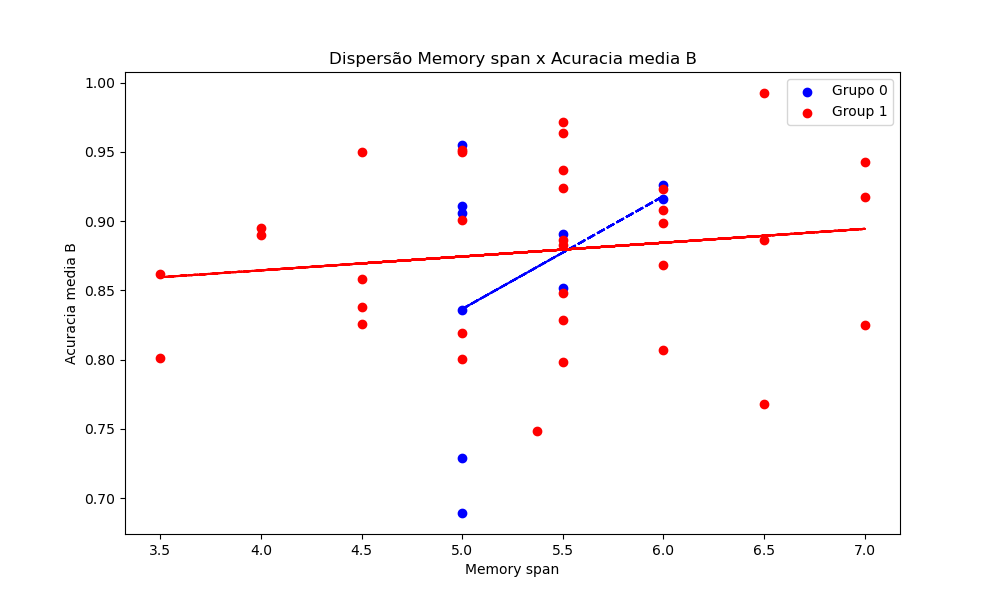 Dispersão Memory span x Acuracia media B
Grupo 0
Group 1
Acuracia media B
1.00
0.95
0.90
0.85
0.80
0.75
0.70
3.5 4.0 4.5 5.0 5.5 6.0 6.5 7.0
Memory span